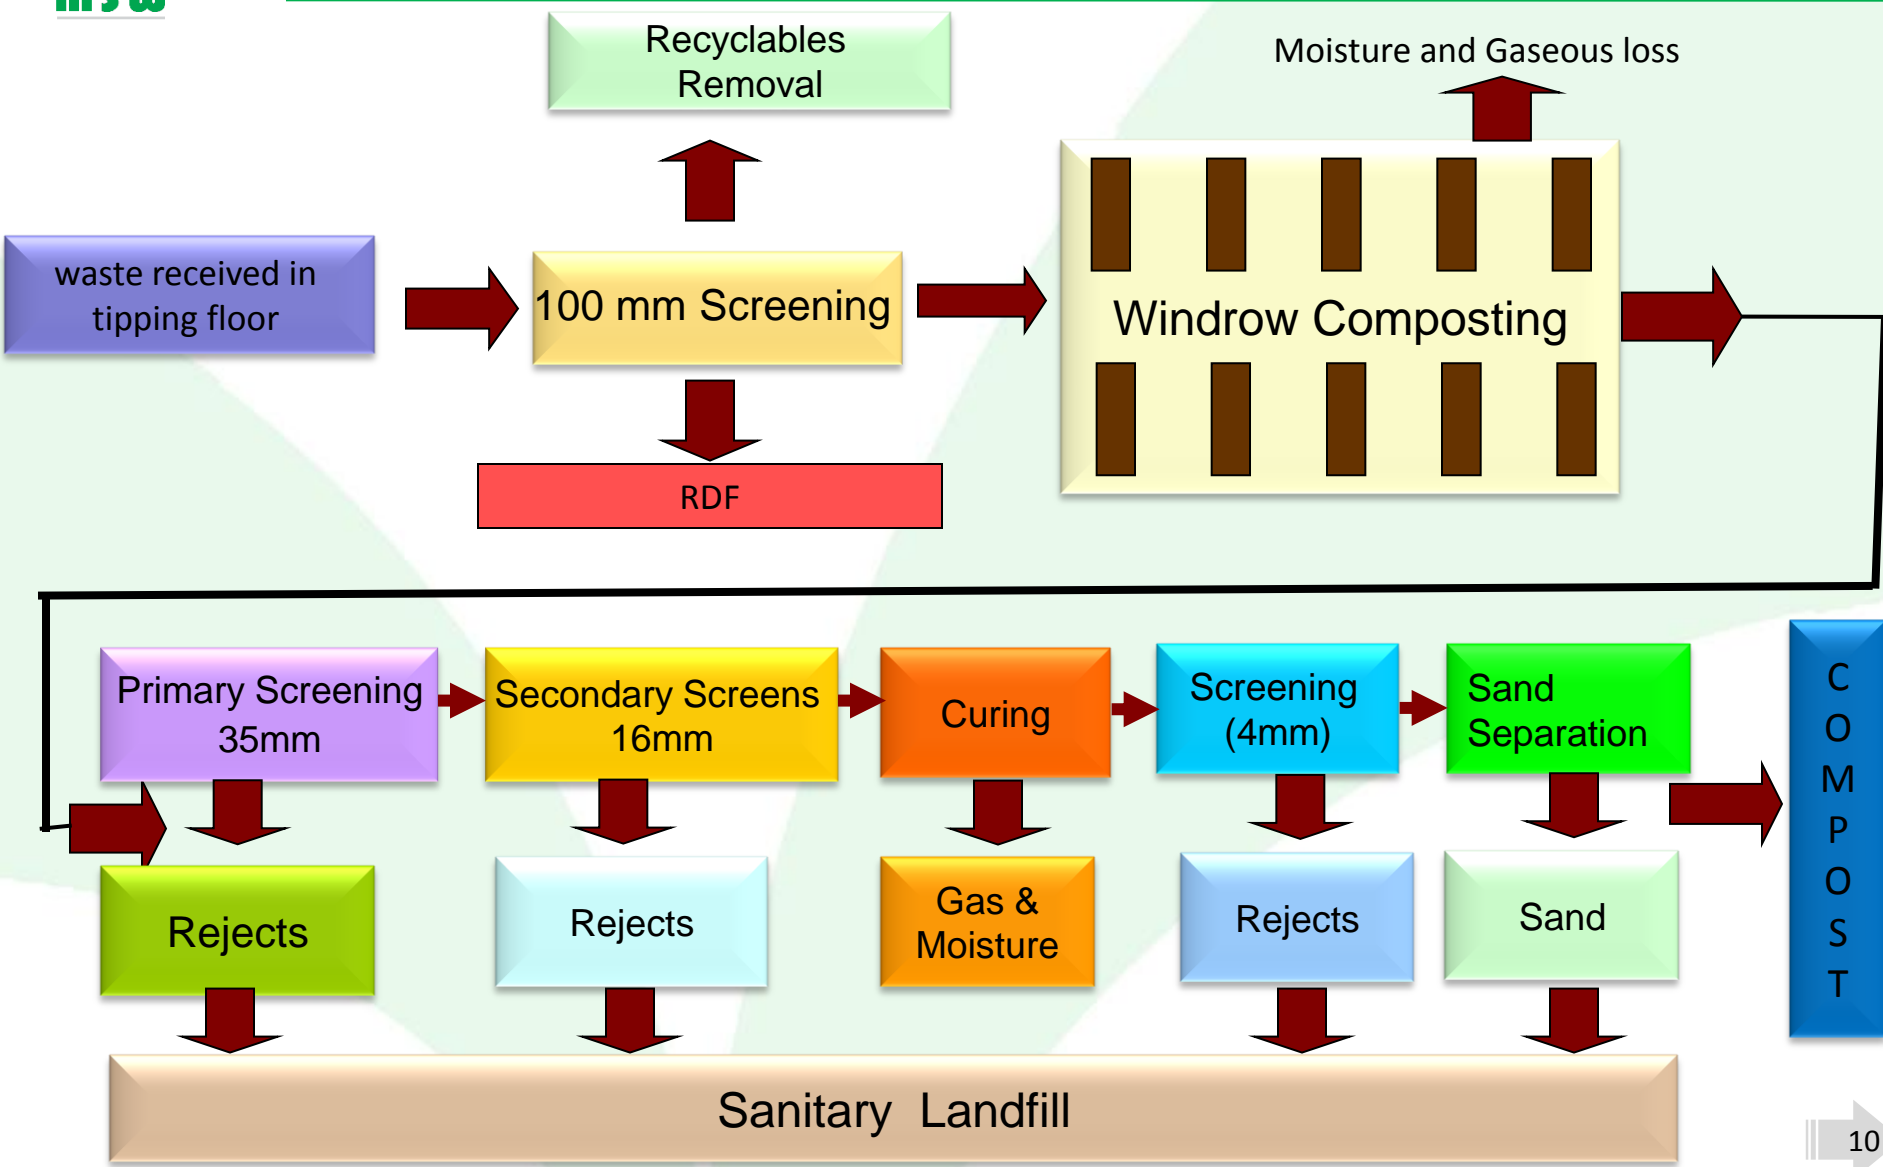 Recyclables
Removal
Moisture and Gaseous loss
waste received in
tipping floor
100 mm Screening
Windrow Composting
RDF
Primary Screening
35mm
Secondary Screens
16mm
Curing
Screening
(4mm)
Sand
Separation
C
O
M
P
O
S
T
Rejects
Rejects
Gas &
Moisture
Rejects
Sand
Sanitary Landfill
10